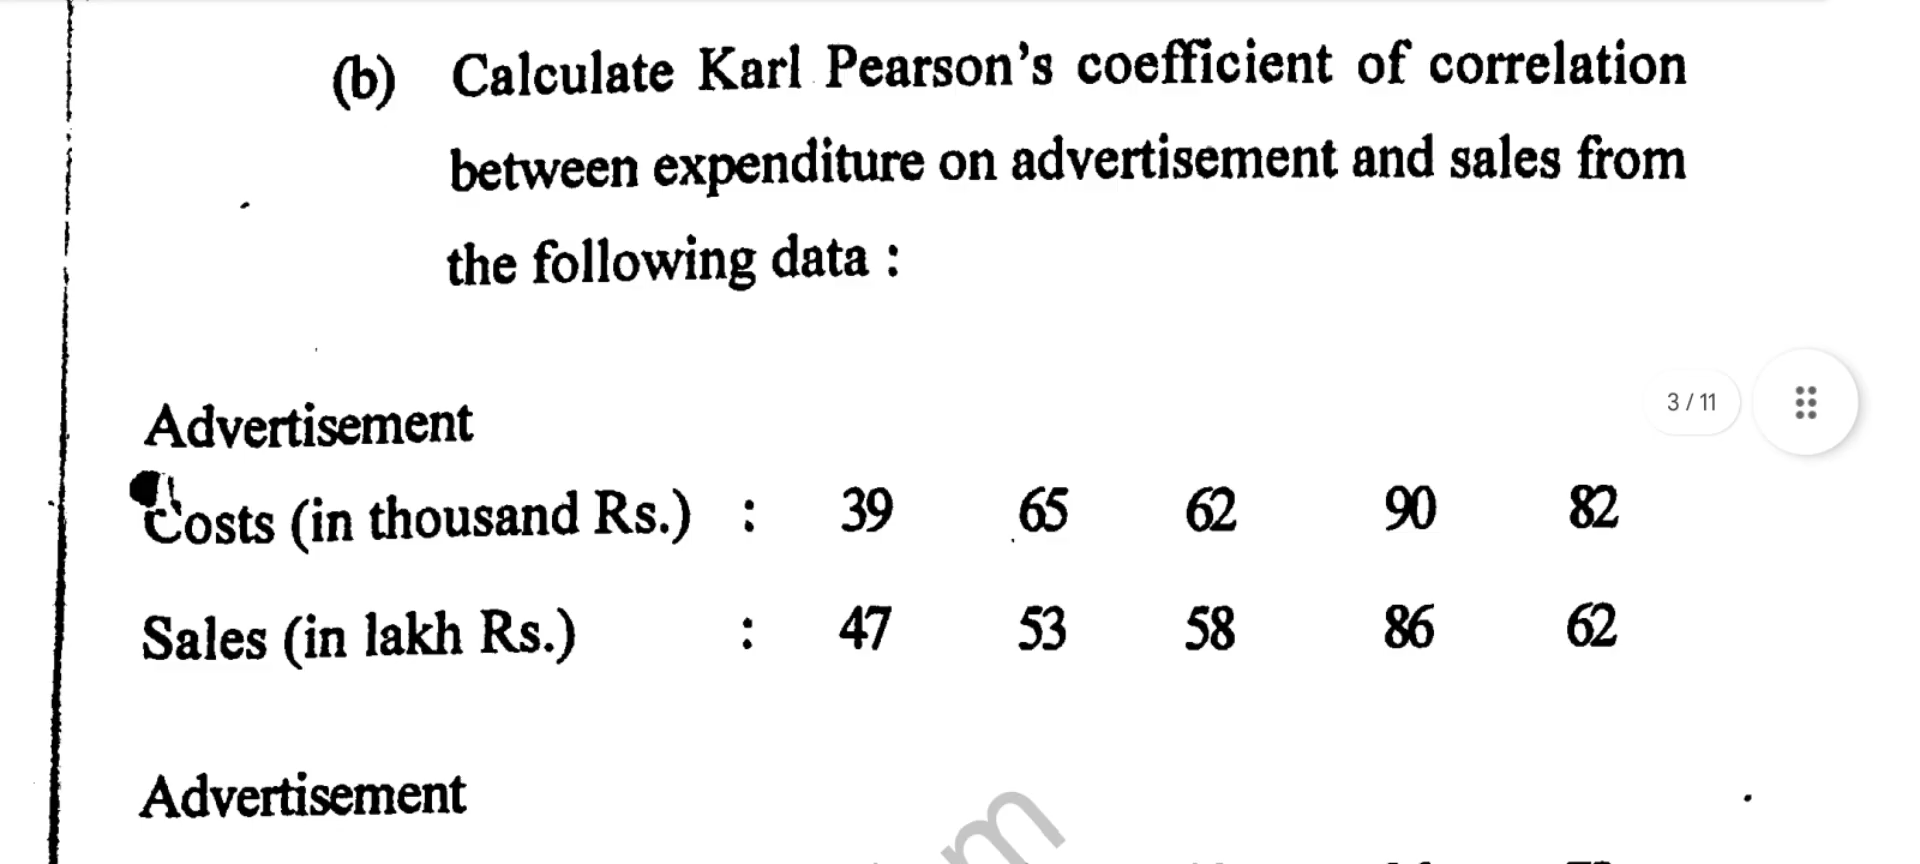 (b) Calculate Karl Pearson's coefficient of correlation
between expenditure on advertisement and sales from
the following data :
3 / 11
Advertisement
Costs (in thousand Rs.) : 39 65 62 90 82
Sales (in lakh Rs.) : 47 53 58 86 62
Advertisement